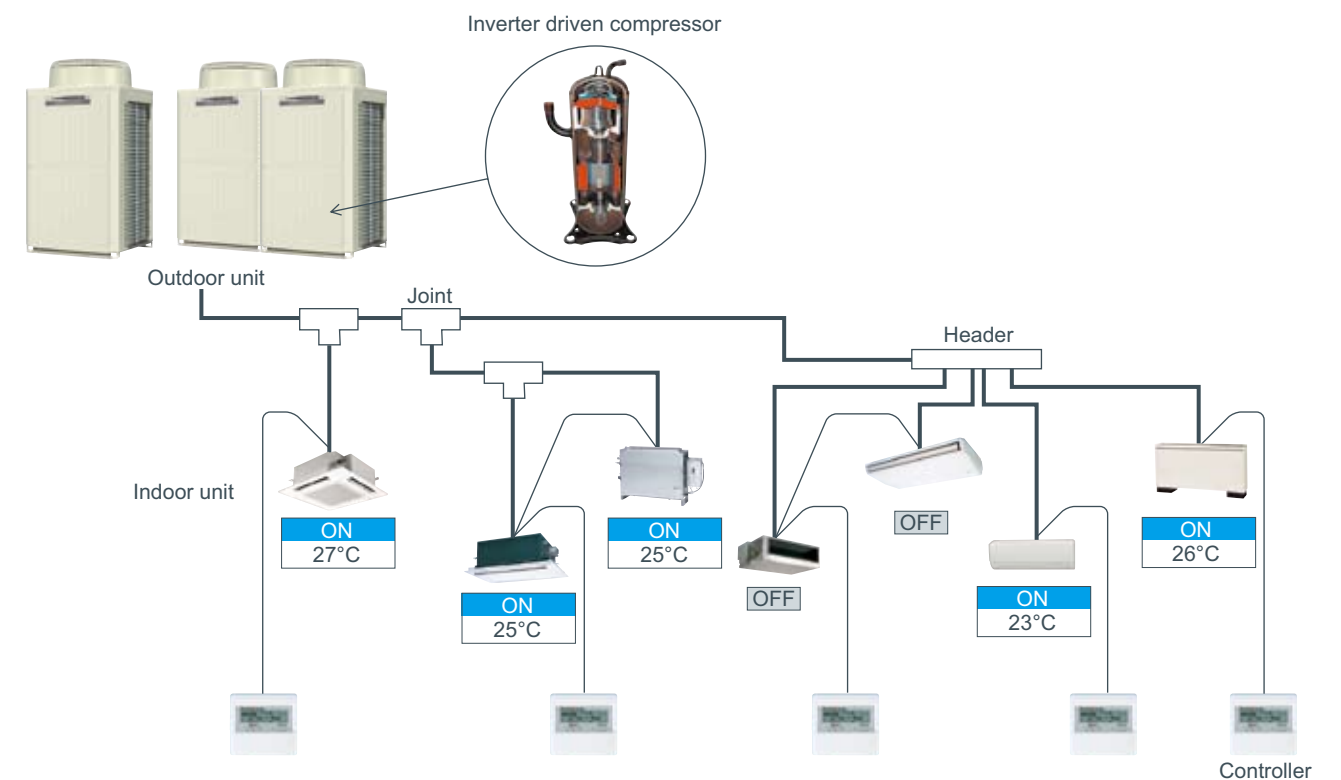 Inverter driven compressor
Outdoor unit
Joint
Header
Indoor unit
ON
27°C
ON
25°C
ON
25°C
OFF
OFF
ON
23°C
ON
26°C
Controller